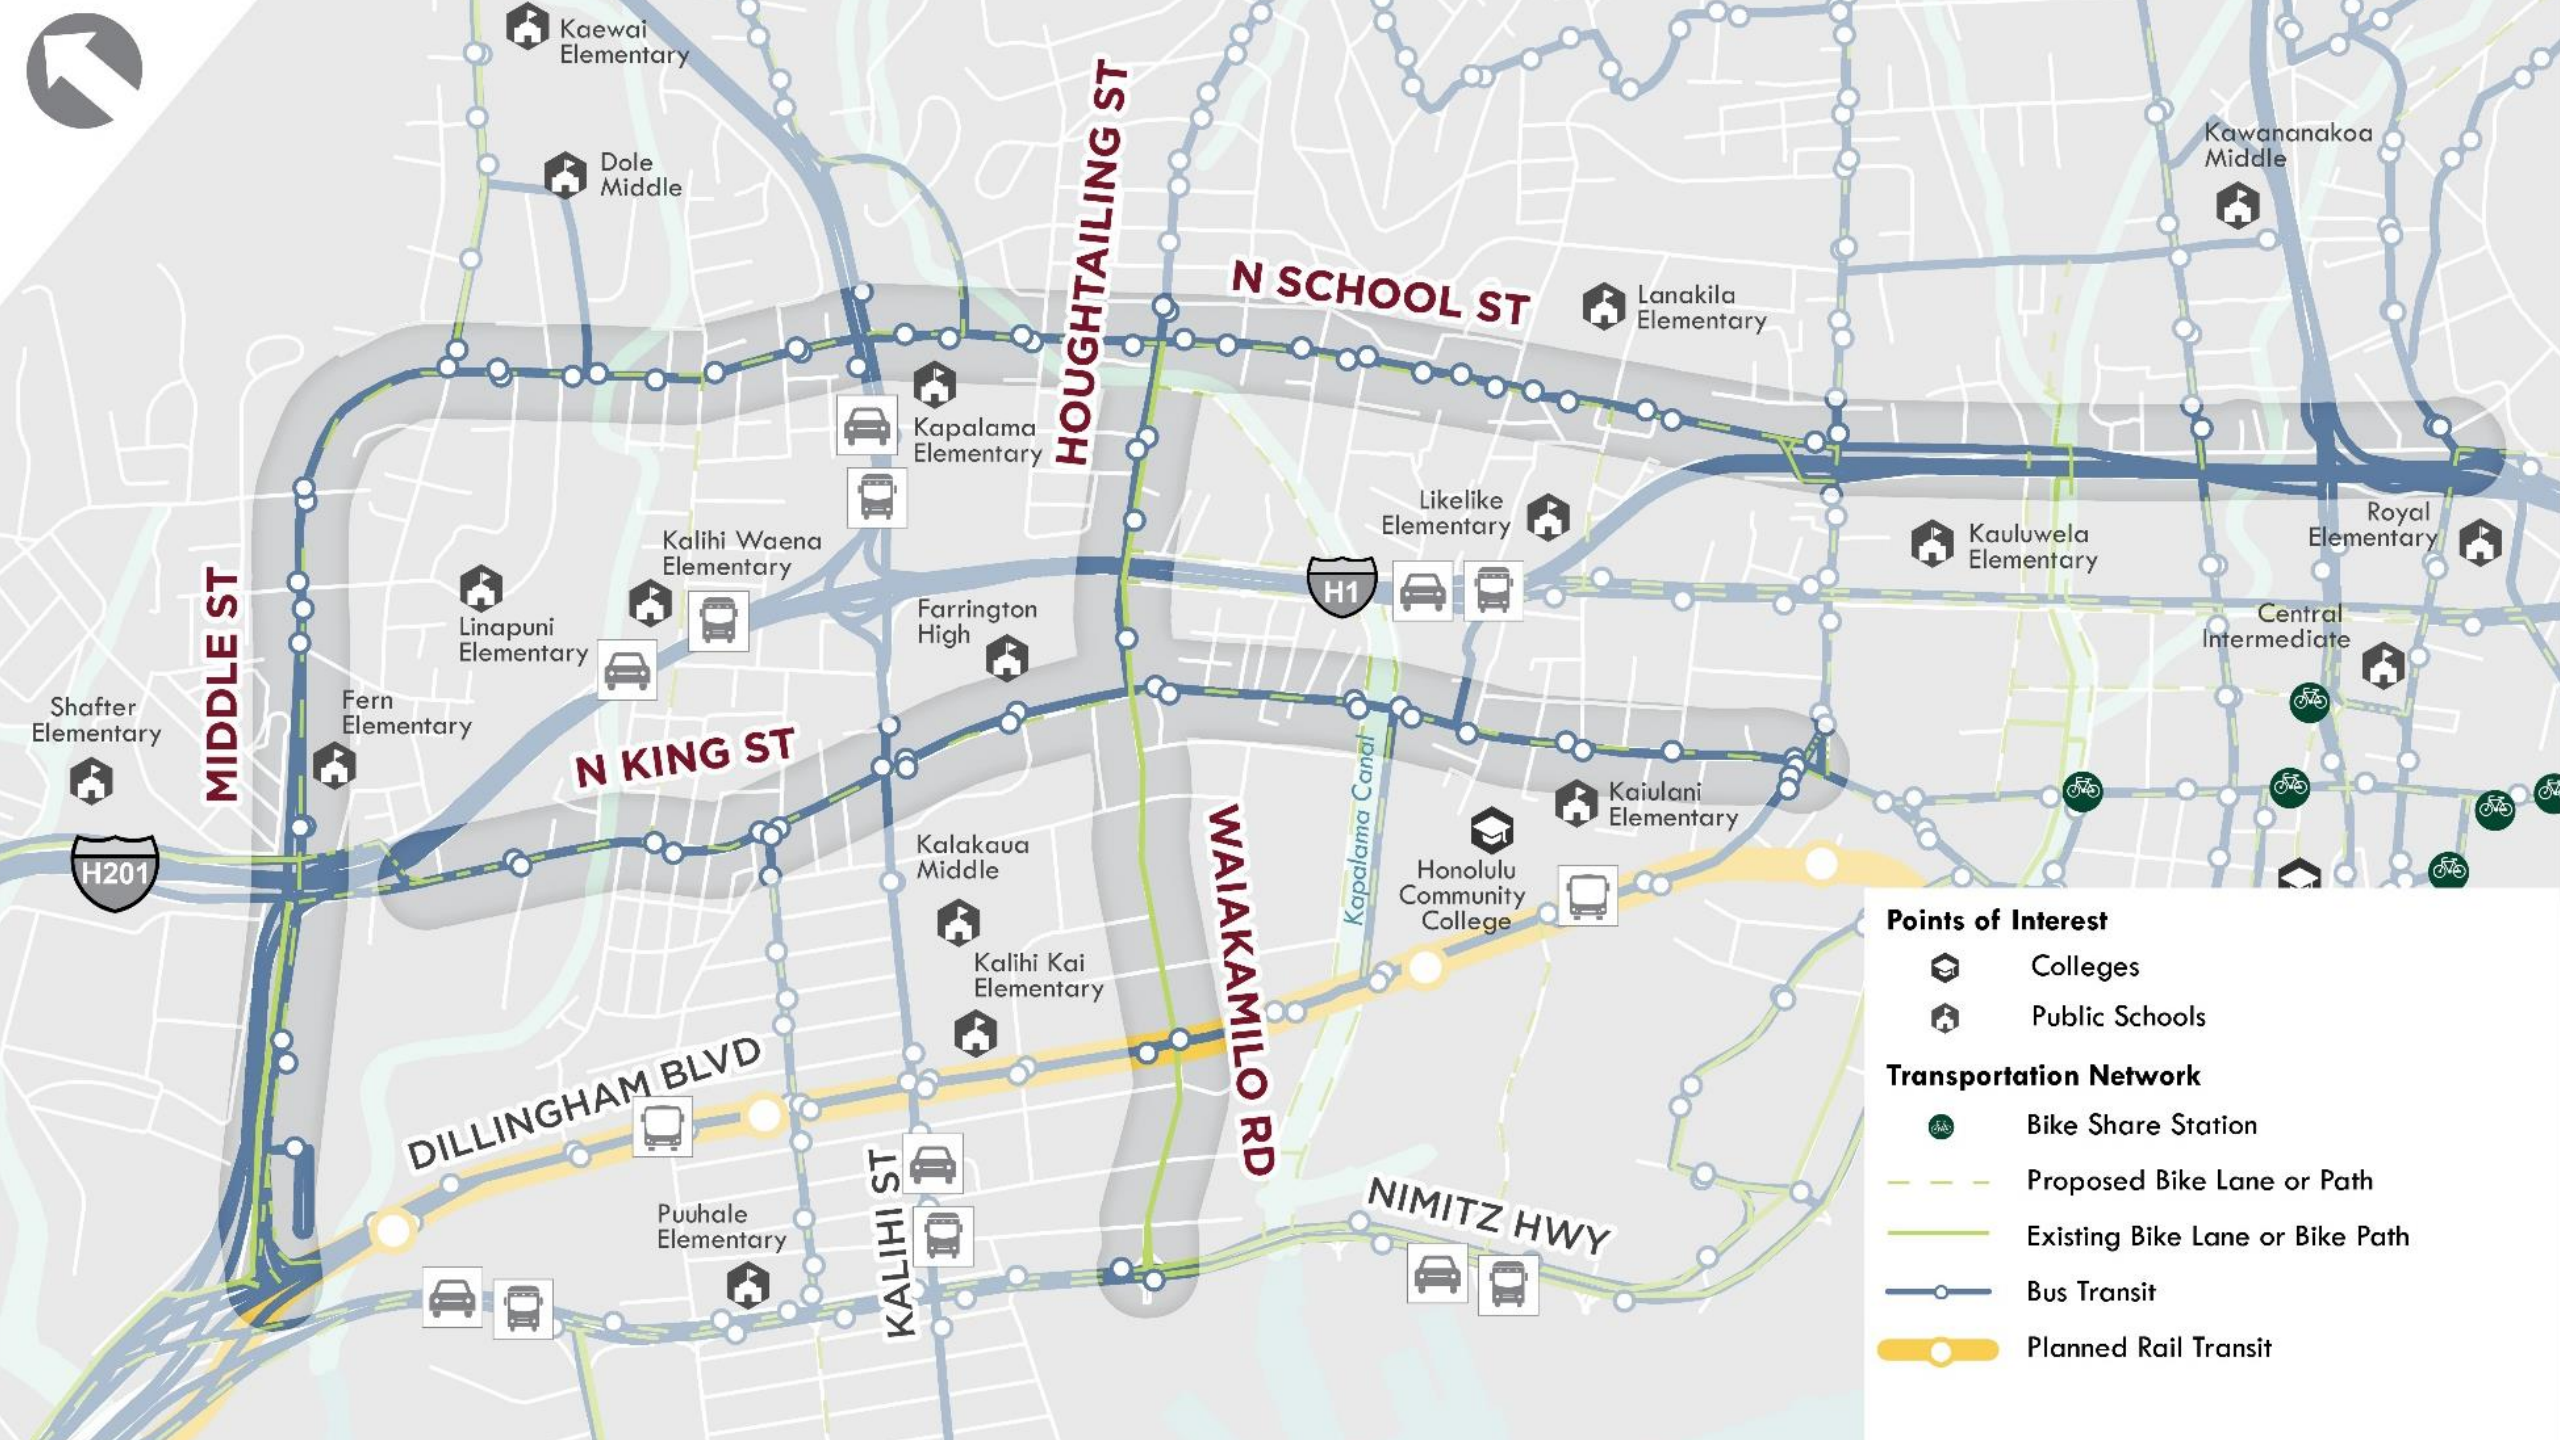 Kaewai
Elementary
Dole
Middle
HOUGHTAILING ST
Kawananakoa
Middle
N SCHOOL ST
Lanakila
Elementary
Kapalama
Elementary
Likelike
Elementary
Royal
Elementary
Kauluwela
Elementary
Kalihi Waena
Elementary
H1
MIDDLE ST
Linapuni
Elementary
Farrington
High
Central
Intermediate
Shafter
Elementary
Fern
Elementary
N KING ST
Kapalama Canal
Kaiulani
Elementary
WAIAKAMILO RD
H201
Kalakaua
Middle
Honolulu
Community
College
Kalihi Kai
Elementary
DILLINGHAM BLVD
KALIHI ST
Puuhale
Elementary
NIMITZ HWY
Points of Interest
Colleges
Public Schools
Transportation Network
Bike Share Station
Proposed Bike Lane or Path
Existing Bike Lane or Bike Path
Bus Transit
Planned Rail Transit